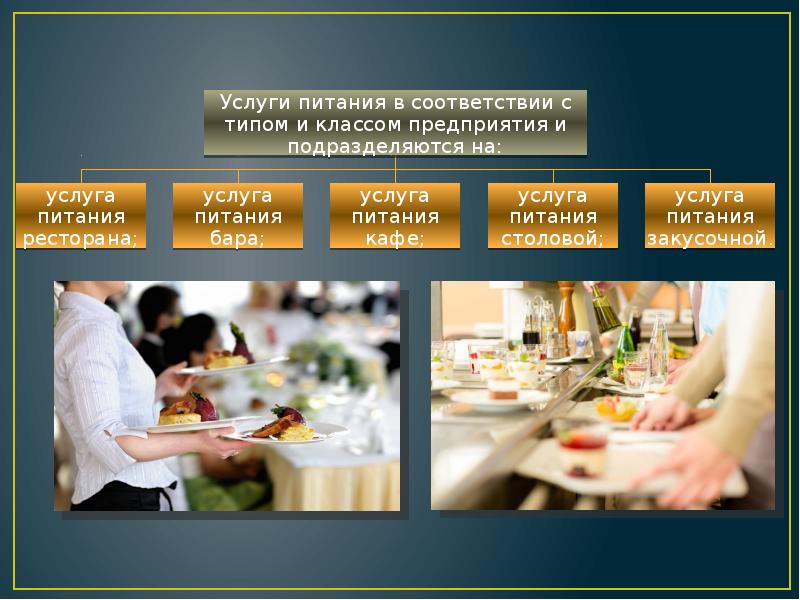 Услуги питания в соответствии с
типом и классом предприятия и
подразделяются на:
услуга
питания
ресторана;
услуга
питания
бара;
услуга
питания
кафе;
услуга
питания
столовой;
услуга
питания
закусочной.